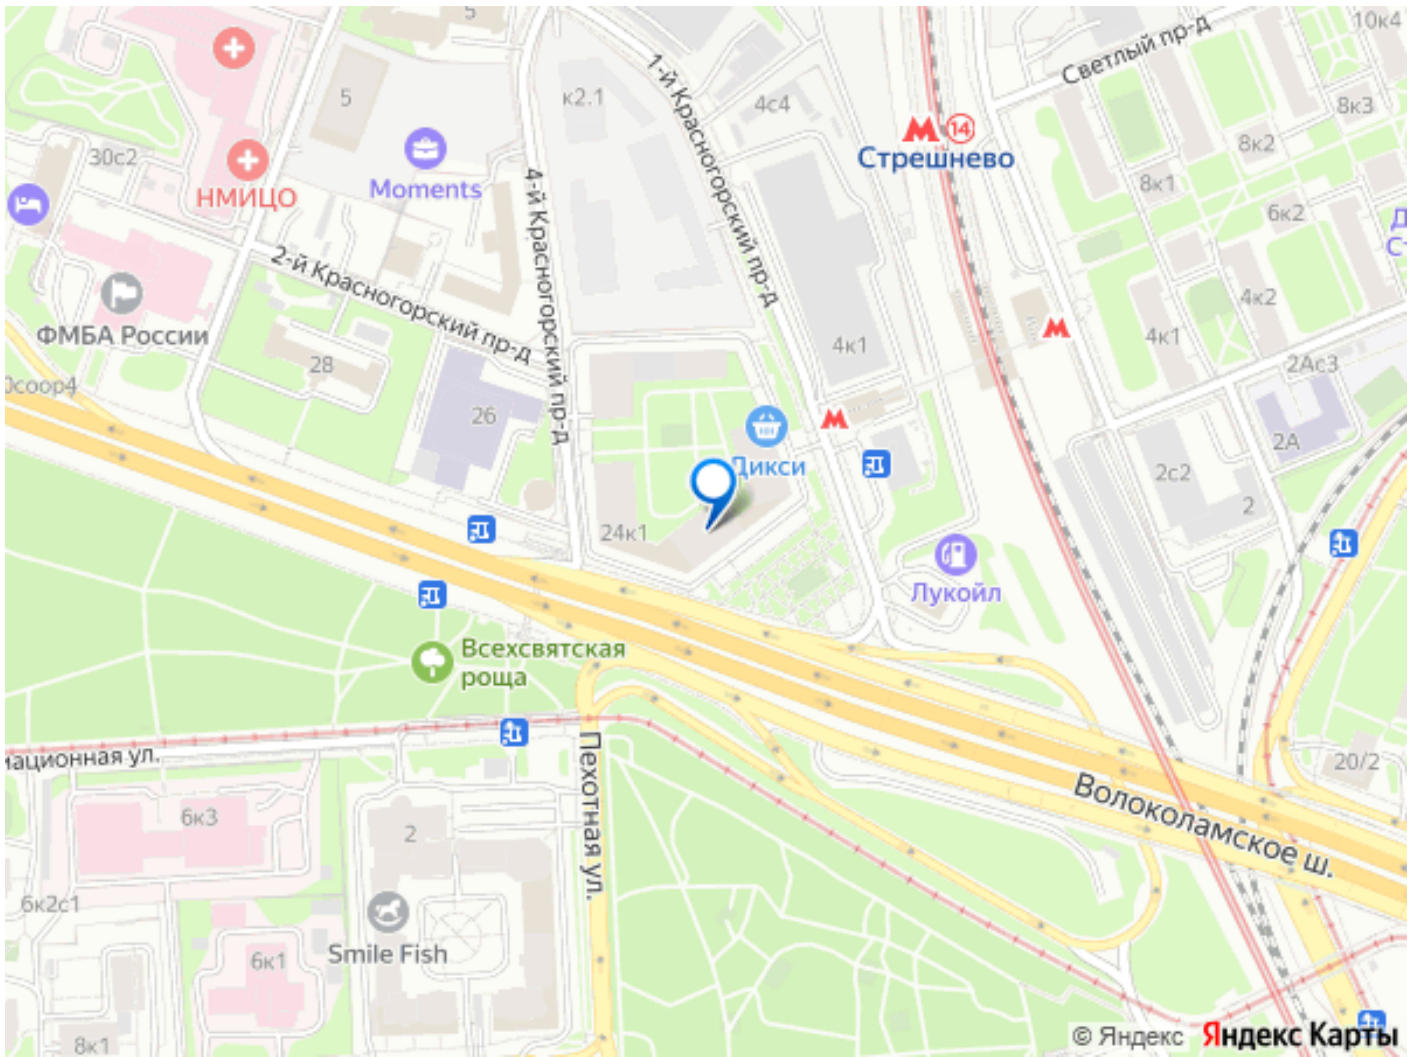 5
10к4
Светлый пр-д
1-й Красногорский пр-д
5
к2.1
4с4
8к3
14
Стрешнево
8к2
30с2
Moments
НМИЦО
4-й Красногорский пр-д
8к1
6к2
2-й Красногорский пр-д
4к2
ФМБА России
28
4к1
4к1
2Ас3
26
2А
Дикси
2с2
2
24к1
Лукойл
Всехсвятская
роща
Пехотная ул.
20/2
Волоколамское ш.
6к3
2
6к2с1
Smile Fish
6к1
8к1
© Яндекс
Яндекс Карты